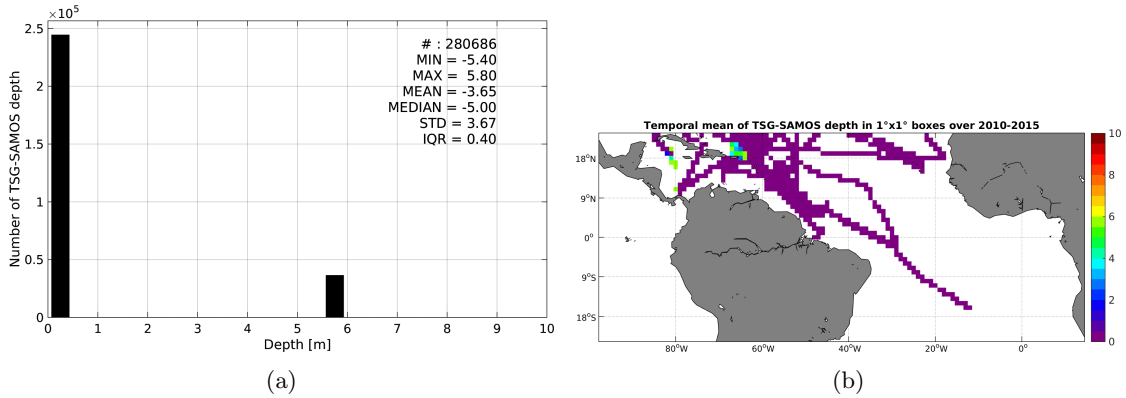 ×10⁵
2.5
2
1.5
1
0.5
0
Number of TSG-SAMOS depth
# : 280686
MIN = -5.40
MAX = 5.80
MEAN = -3.65
MEDIAN = -5.00
STD = 3.67
IQR = 0.40
0 1 2 3 4 5 6 7 8 9 10
Depth [m]
(a)
Temporal mean of TSG-SAMOS depth in 1°x1° boxes over 2010-2015
18°N
9°N
0°
9°S
18°S
80°W 60°W 40°W 20°W 0°
10
8
6
4
2
0
(b)